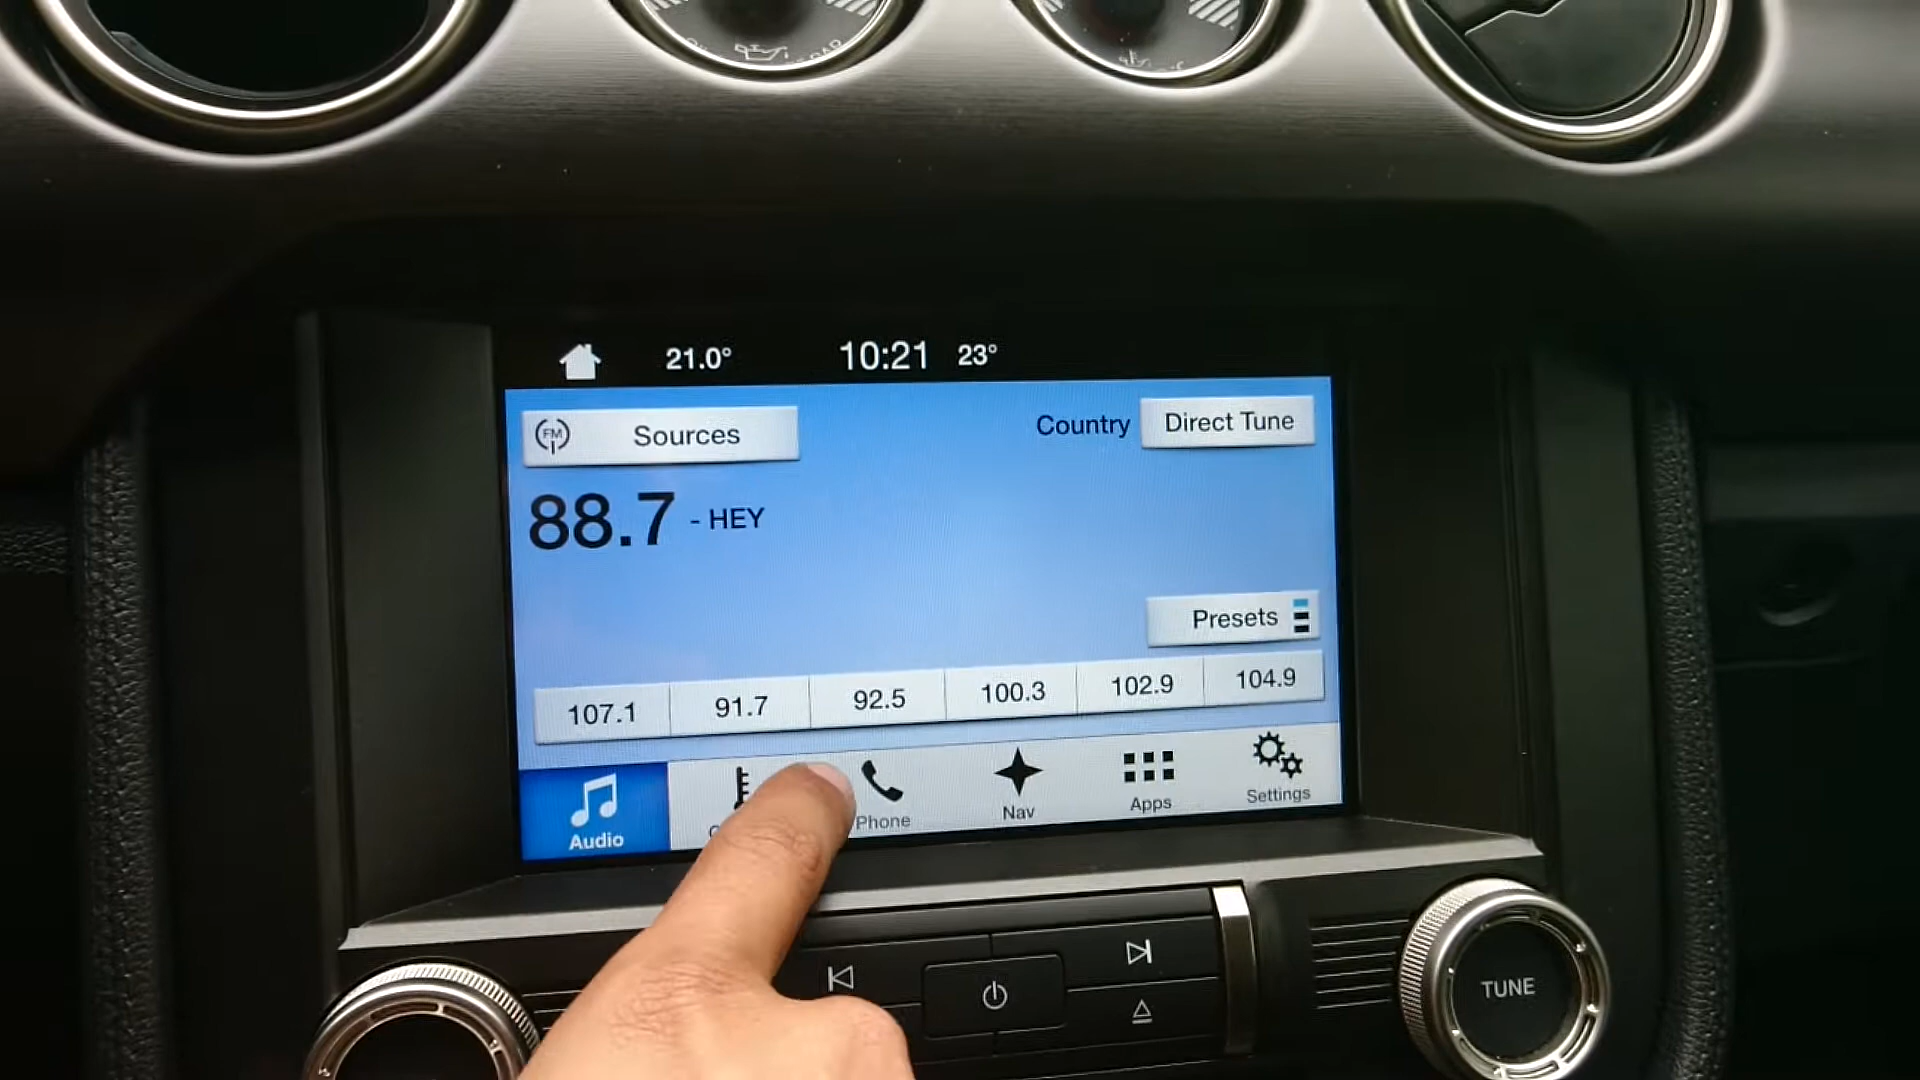 21.0° 10:21 23°
FM Sources Country Direct Tune
88.7 - HEY
Presets
107.1 91.7 92.5 100.3 102.9 104.9
Audio Phone Nav Apps Settings
TUNE